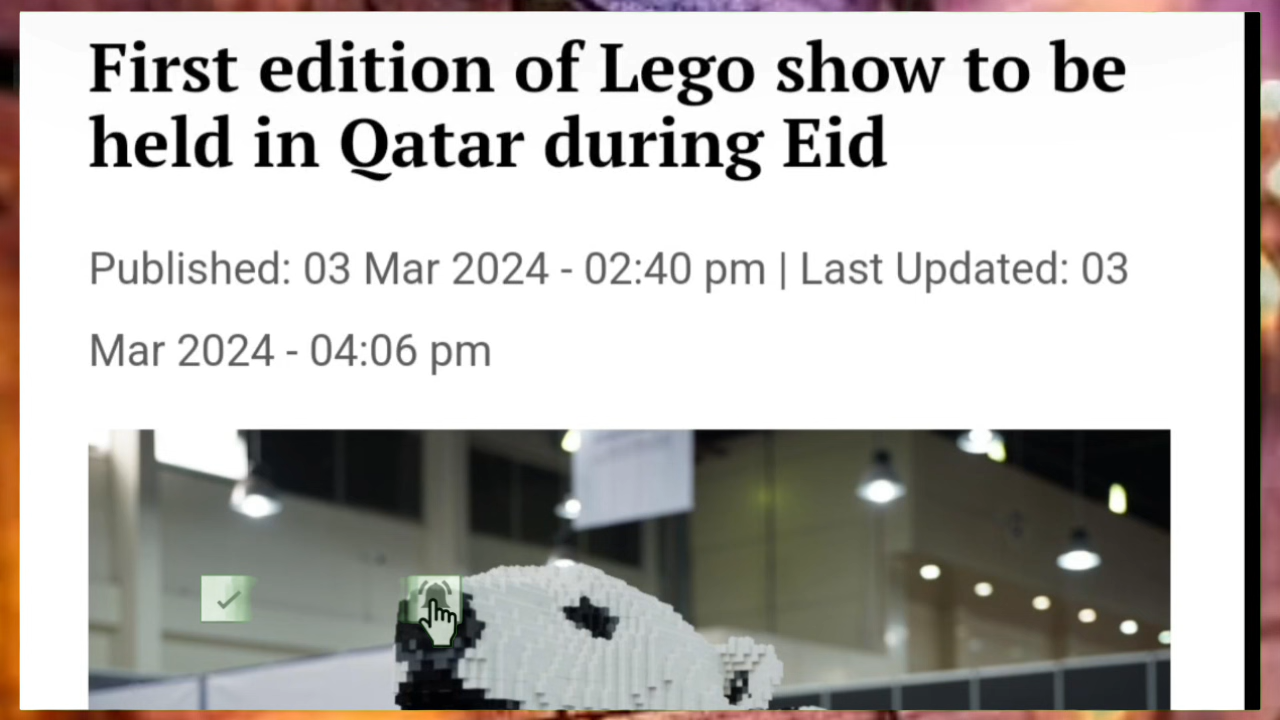 First edition of Lego show to be
held in Qatar during Eid
Published: 03 Mar 2024 - 02:40 pm | Last Updated: 03
Mar 2024 - 04:06 pm